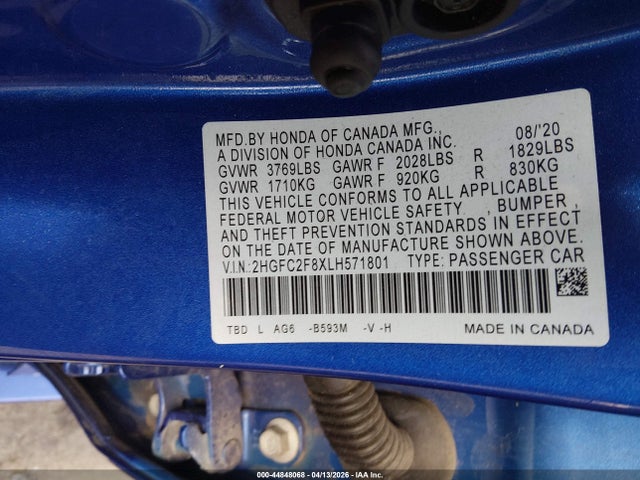 MFD.BY HONDA OF CANADA MFG., 08/'20
A DIVISION OF HONDA CANADA INC.
GVWR 3769LBS GAWR F 2028LBS R 1829LBS
GVWR 1710KG GAWR F 920KG R 830KG
THIS VEHICLE CONFORMS TO ALL APPLICABLE
FEDERAL MOTOR VEHICLE SAFETY, , BUMPER,
AND THEFT PREVENTION STANDARDS IN EFFECT
ON THE DATE OF MANUFACTURE SHOWN ABOVE.
V.I.N.:2HGFC2F8XLH571801 TYPE: PASSENGER CAR
TBD L AG6 -B593M -V -H MADE IN CANADA
000-44848068 - 04/13/2026 - IAA Inc.